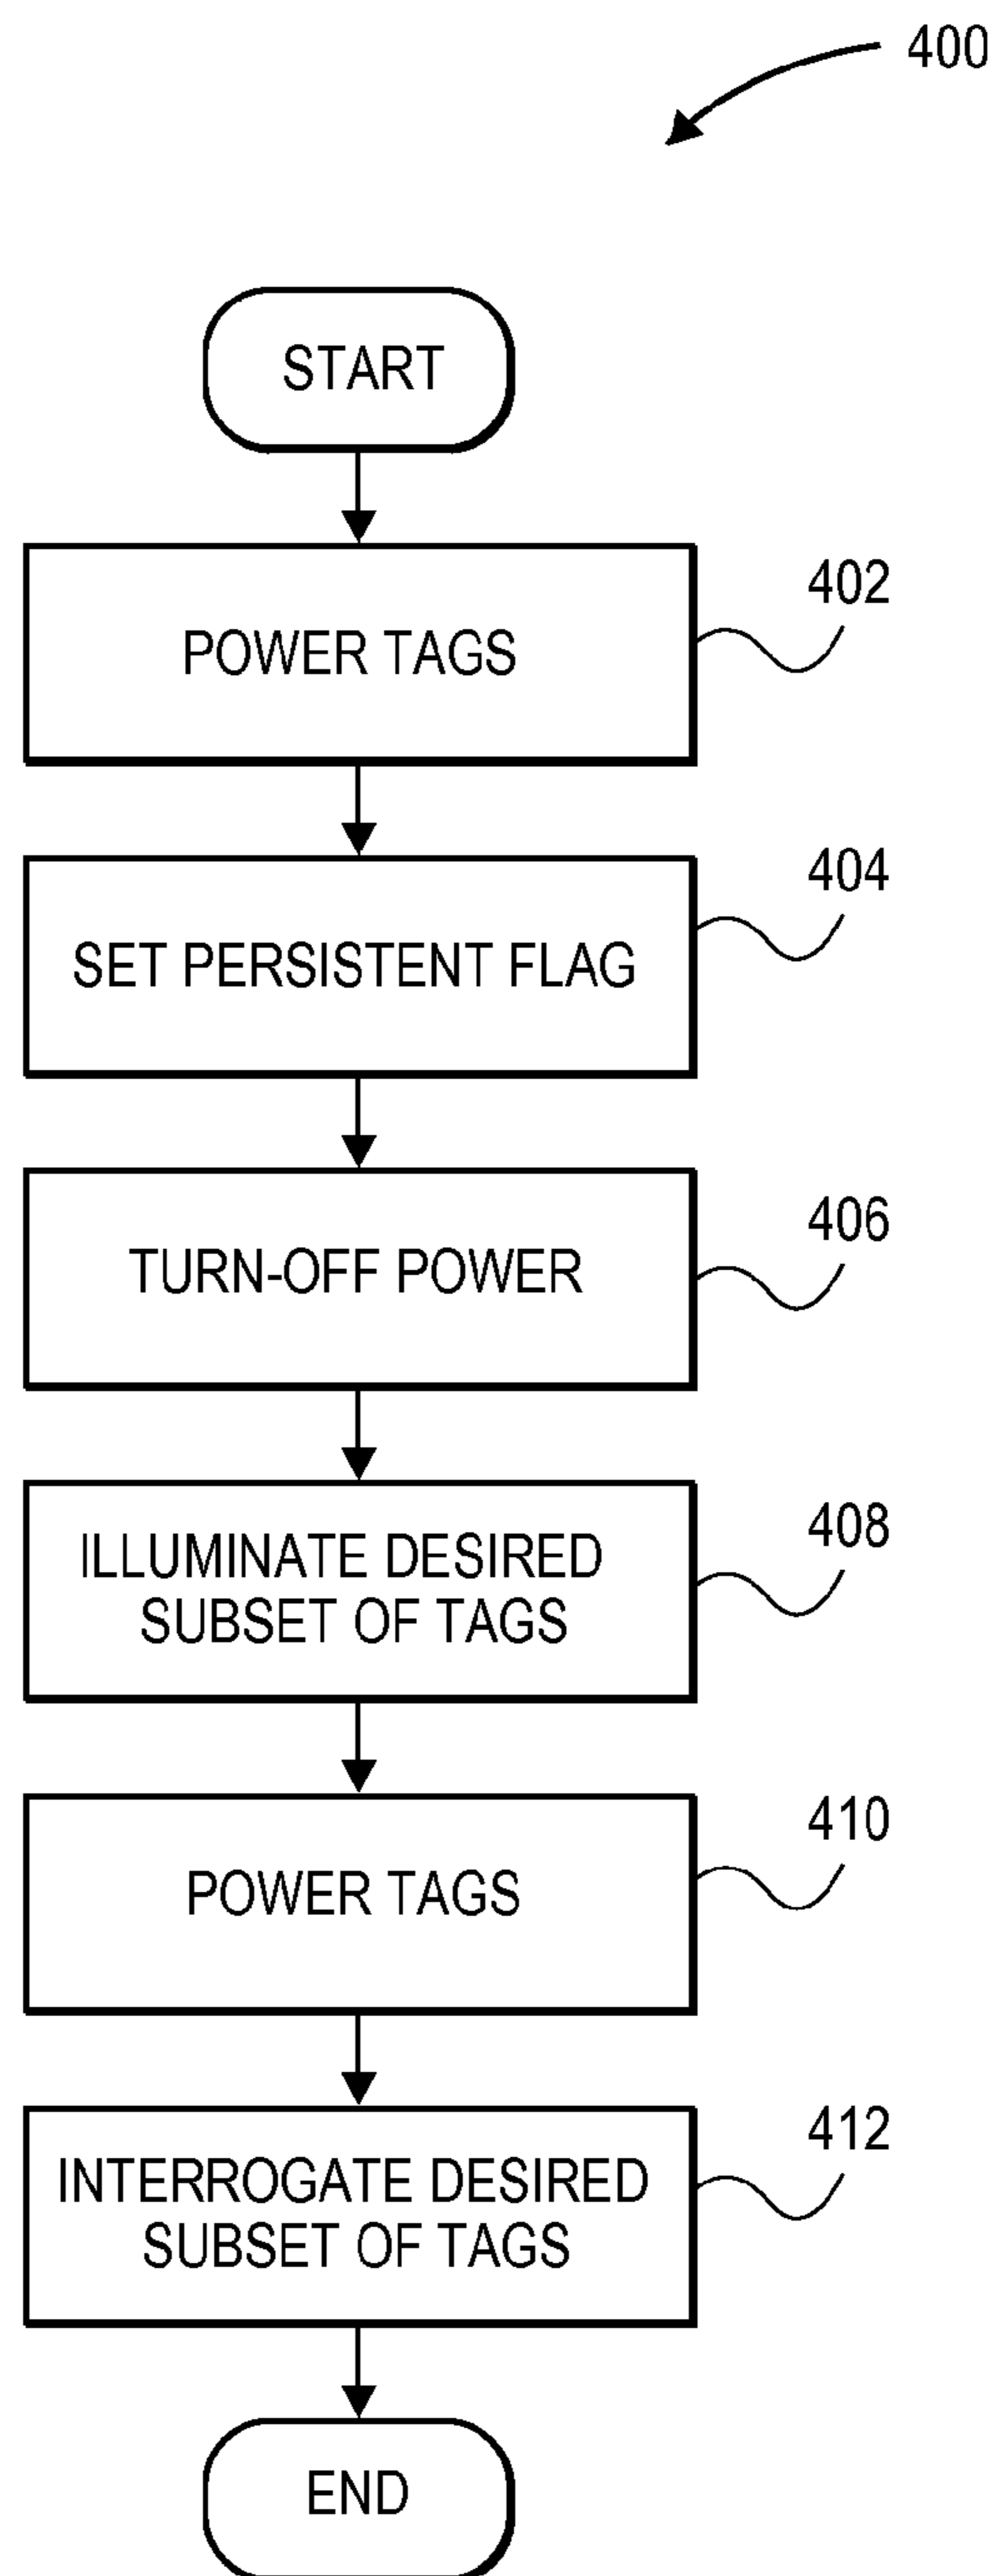 400
START
402
POWER TAGS
404
SET PERSISTENT FLAG
406
TURN-OFF POWER
408
ILLUMINATE DESIRED
SUBSET OF TAGS
410
POWER TAGS
412
INTERROGATE DESIRED
SUBSET OF TAGS
END